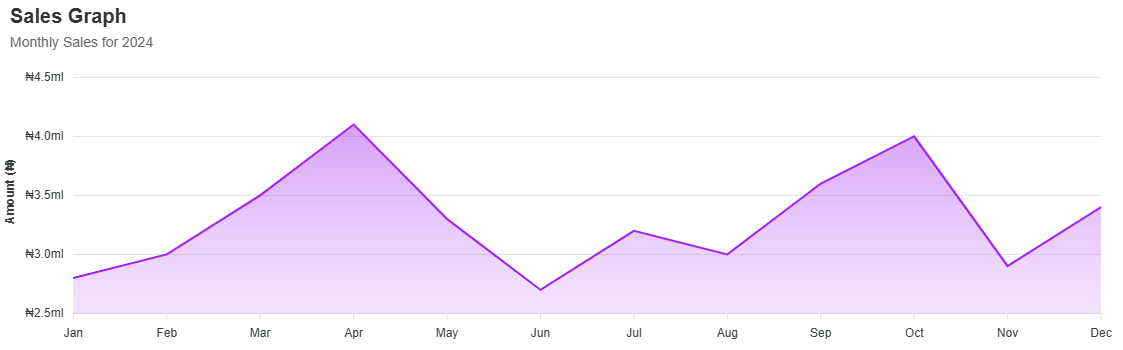 Sales Graph
Monthly Sales for 2024
₦4.5ml
₦4.0ml
₦3.5ml
₦3.0ml
₦2.5ml
Amount (₦)
Jan Feb Mar Apr May Jun Jul Aug Sep Oct Nov Dec